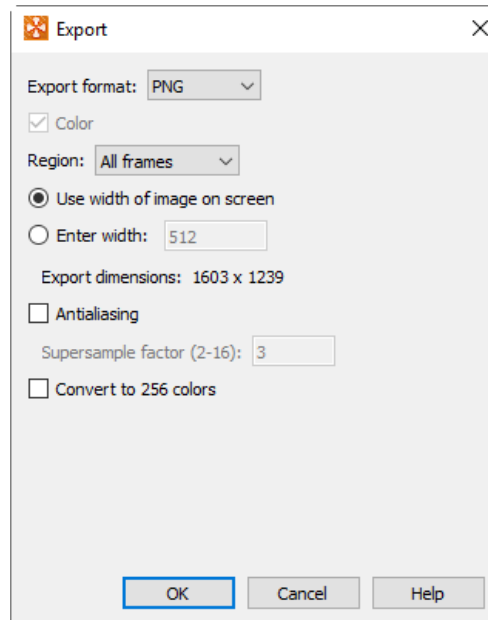 Export
Export format: PNG
Color
Region: All frames
Use width of image on screen
Enter width: 512
Export dimensions: 1603 x 1239
Antialiasing
Supersample factor (2-16): 3
Convert to 256 colors
OK Cancel Help